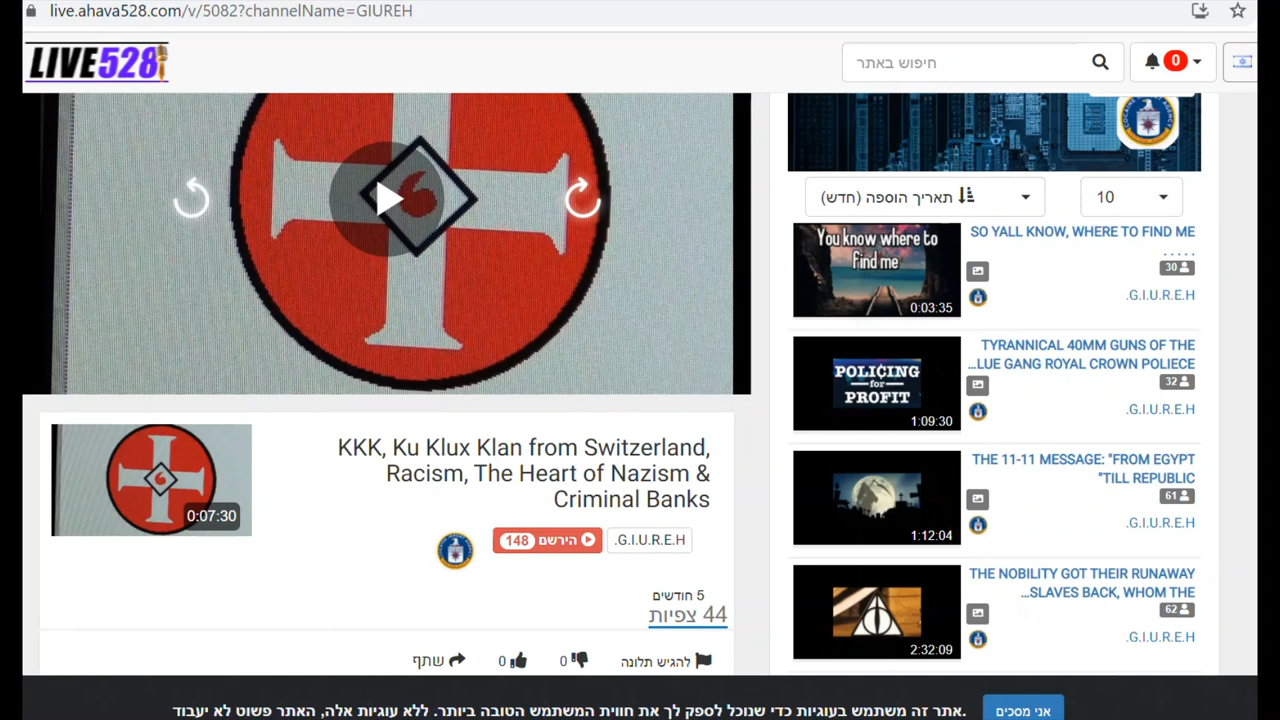 live.ahava528.com/v/5082?channelName=GIUREH
LIVE528
חיפוש באתר
0
תאריך הוספה (חדש)
10
You know where to
find me
0:03:35
SO YALL KNOW, WHERE TO FIND ME
. . . . .
30
.G.I.U.R.E.H
POLICING
for
PROFIT
1:09:30
TYRANNICAL 40MM GUNS OF THE
...LUE GANG ROYAL CROWN POLIECE
32
.G.I.U.R.E.H
1:12:04
THE 11-11 MESSAGE: "FROM EGYPT
"TILL REPUBLIC
61
.G.I.U.R.E.H
2:32:09
THE NOBILITY GOT THEIR RUNAWAY
...SLAVES BACK, WHOM THE
62
.G.I.U.R.E.H
0:07:30
KKK, Ku Klux Klan from Switzerland,
Racism, The Heart of Nazism &
Criminal Banks
148 הירשם
.G.I.U.R.E.H
5 חודשים
44 צפיות
להגיש תלונה
0
0
שתף
אתר זה משתמש בעוגיות כדי שנוכל לספק לך את חווית המשתמש הטובה ביותר. ללא עוגיות אלה, האתר פשוט לא יעבוד.
אני מסכים